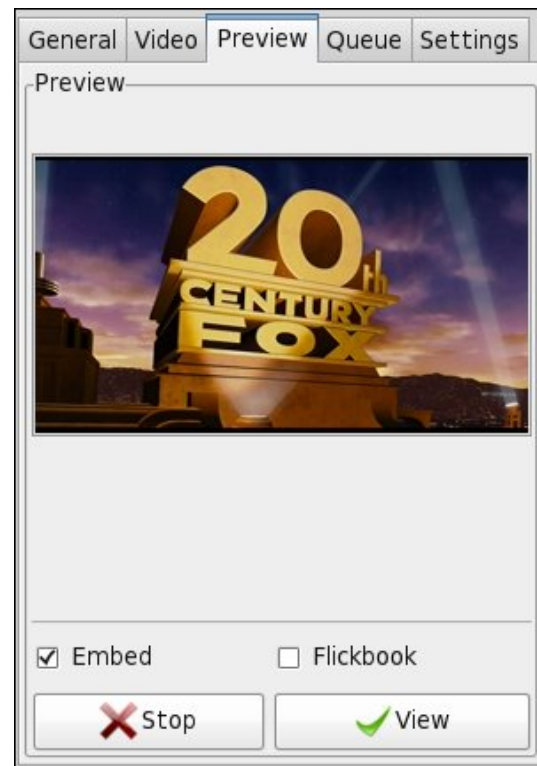 General Video Preview Queue Settings
Preview
20th
CENTURY
FOX
Embed Flickbook
Stop View